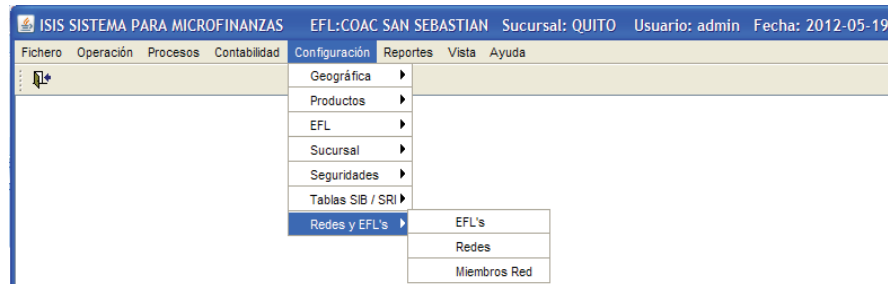 ISIS SISTEMA PARA MICROFINANZAS EFL:COAC SAN SEBASTIAN Sucursal: QUITO Usuario: admin Fecha: 2012-05-19
Fichero Operación Procesos Contabilidad Configuración Reportes Vista Ayuda
Geográfica
Productos
EFL
Sucursal
Seguridades
Tablas SIB / SRI
Redes y EFL's
EFL's
Redes
Miembros Red